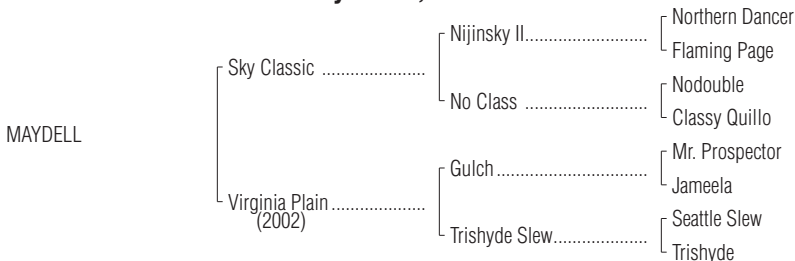 Northern Dancer
Nijinsky II
Flaming Page
Sky Classic
Nodouble
No Class
Classy Quillo
MAYDELL
Mr. Prospector
Gulch
Jameela
Virginia Plain
(2002)
Seattle Slew
Trishyde Slew
Trishyde